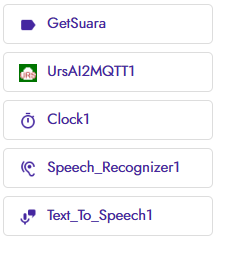 GetSuara
UrsAI2MQTT1
Clock1
Speech_Recognizer1
Text_To_Speech1